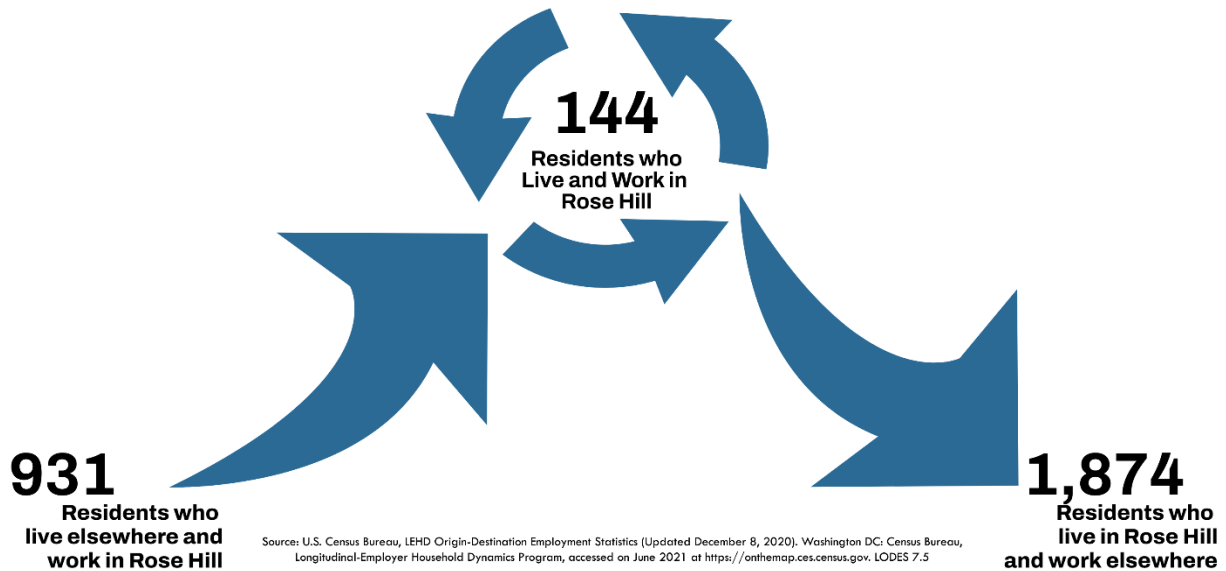 144
Residents who
Live and Work in
Rose Hill
931
Residents who
live elsewhere and
work in Rose Hill
1,874
Residents who
live in Rose Hill
and work elsewhere
Source: U.S. Census Bureau, LEHD Origin-Destination Employment Statistics (Updated December 8, 2020). Washington DC: Census Bureau,
Longitudinal-Employer Household Dynamics Program, accessed on June 2021 at https://onthemap.ces.census.gov. LODES 7.5